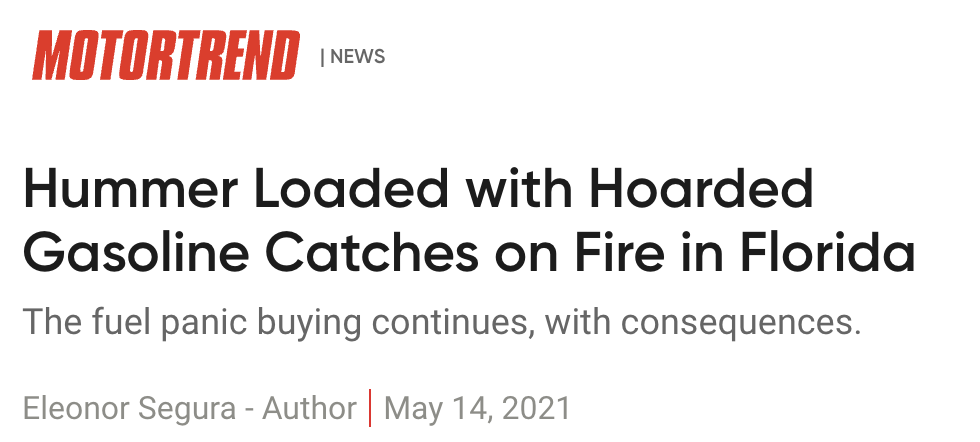 MOTORTREND | NEWS
Hummer Loaded with Hoarded
Gasoline Catches on Fire in Florida
The fuel panic buying continues, with consequences.
Eleonor Segura - Author | May 14, 2021